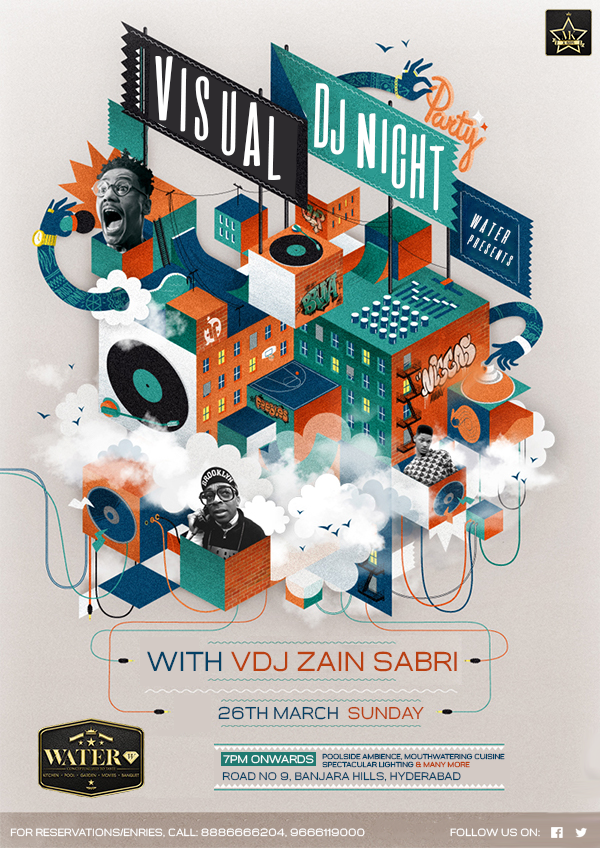 VK
Party
VISUAL
DJ NIGHT
WATER
PRESENTS
BROOKLYN
WITH VDJ ZAIN SABRI
26TH MARCH SUNDAY
WATER W
KITCHEN • POOL • GARDEN • MOVIES • BANQUET
7PM ONWARDS
POOLSIDE AMBIENCE, MOUTHWATERING CUISINE
SPECTACULAR LIGHTING & MANY MORE
ROAD NO 9, BANJARA HILLS, HYDERABAD
FOR RESERVATIONS/ENRIES, CALL: 8886666204, 9666119000
FOLLOW US ON: